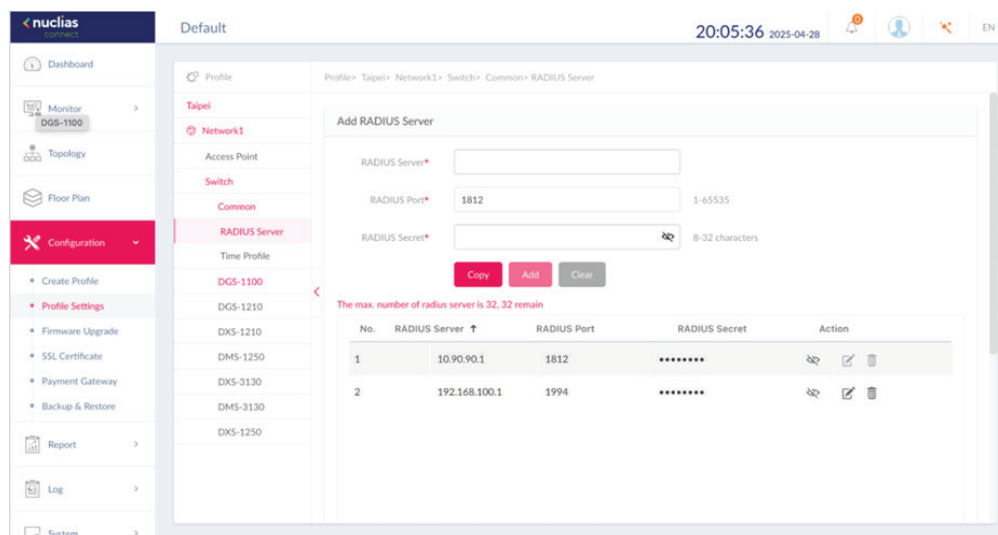 nuclias
connect
Default
20:05:36 2025-04-28
0
EN
Dashboard
Monitor
DGS-1100
Topology
Floor Plan
Configuration
Create Profile
Profile Settings
Firmware Upgrade
SSL Certificate
Payment Gateway
Backup & Restore
Report
Log
System
Profile
Taipei
Network1
Access Point
Switch
Common
RADIUS Server
Time Profile
DGS-1100
DGS-1210
DXS-1210
DMS-1250
DXS-3130
DMS-3130
DXS-1250
Profile> Taipei> Network1> Switch> Common> RADIUS Server
Add RADIUS Server
RADIUS Server*
RADIUS Port* 1812 1-65535
RADIUS Secret* 8-32 characters
Copy Add Clear
The max. number of radius server is 32, 32 remain
No. RADIUS Server ↑ RADIUS Port RADIUS Secret Action
1 10.90.90.1 1812 ••••••••
2 192.168.100.1 1994 ••••••••